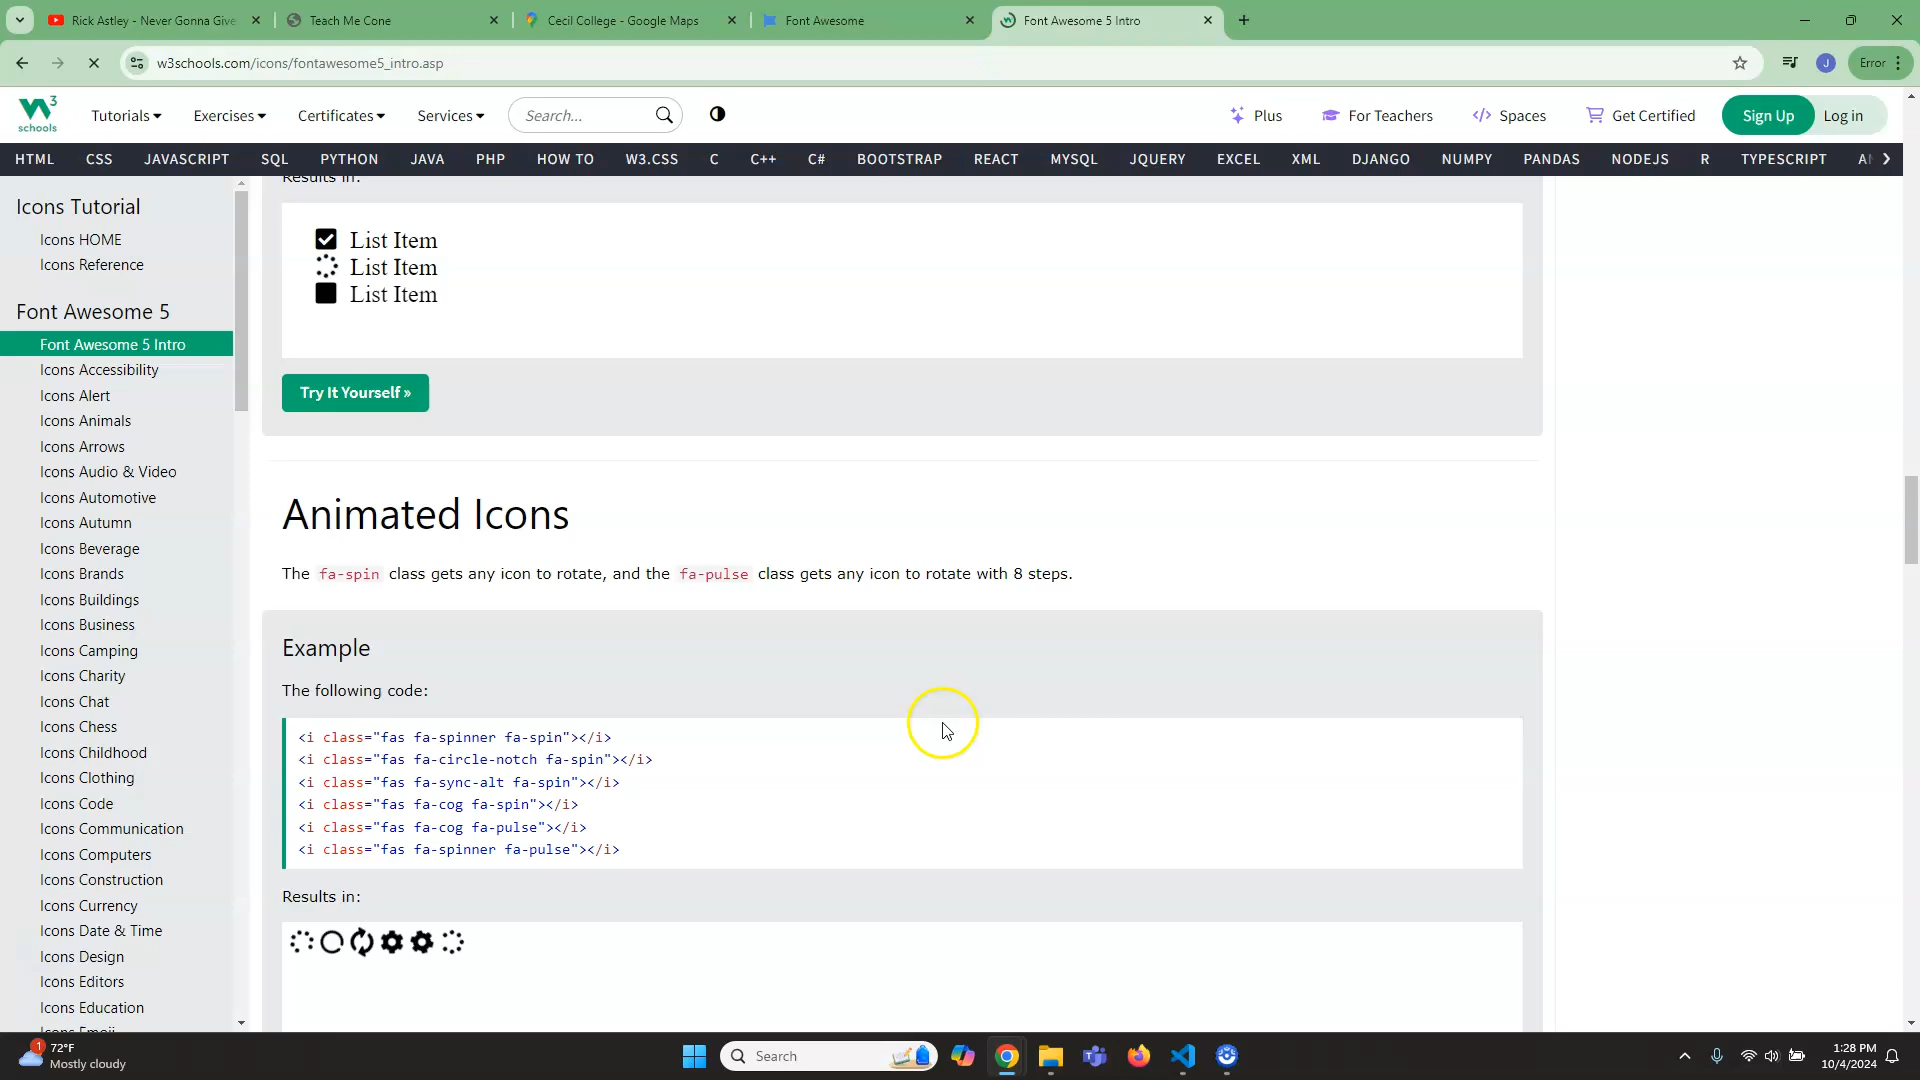 Rick Astley - Never Gonna Give
Teach Me Cone
Cecil College - Google Maps
Font Awesome
Font Awesome 5 Intro
w3schools.com/icons/fontawesome5_intro.asp
J
Error
W3 schools
Tutorials
Exercises
Certificates
Services
Search...
Plus
For Teachers
Spaces
Get Certified
Sign Up
Log in
HTML CSS JAVASCRIPT SQL PYTHON JAVA PHP HOW TO W3.CSS C C++ C# BOOTSTRAP REACT MYSQL JQUERY EXCEL XML DJANGO NUMPY PANDAS NODEJS R TYPESCRIPT
Icons Tutorial
Icons HOME
Icons Reference
Font Awesome 5
Font Awesome 5 Intro
Icons Accessibility
Icons Alert
Icons Animals
Icons Arrows
Icons Audio & Video
Icons Automotive
Icons Autumn
Icons Beverage
Icons Brands
Icons Buildings
Icons Business
Icons Camping
Icons Charity
Icons Chat
Icons Chess
Icons Childhood
Icons Clothing
Icons Code
Icons Communication
Icons Computers
Icons Construction
Icons Currency
Icons Date & Time
Icons Design
Icons Editors
Icons Education
Icons Emoji
Results in:
List Item
List Item
List Item
Try It Yourself »
Animated Icons
The fa-spin class gets any icon to rotate, and the fa-pulse class gets any icon to rotate with 8 steps.
Example
The following code:
<i class="fas fa-spinner fa-spin"></i>
<i class="fas fa-circle-notch fa-spin"></i>
<i class="fas fa-sync-alt fa-spin"></i>
<i class="fas fa-cog fa-spin"></i>
<i class="fas fa-cog fa-pulse"></i>
<i class="fas fa-spinner fa-pulse"></i>
Results in:
1
72°F
Mostly cloudy
Search
1:28 PM
10/4/2024